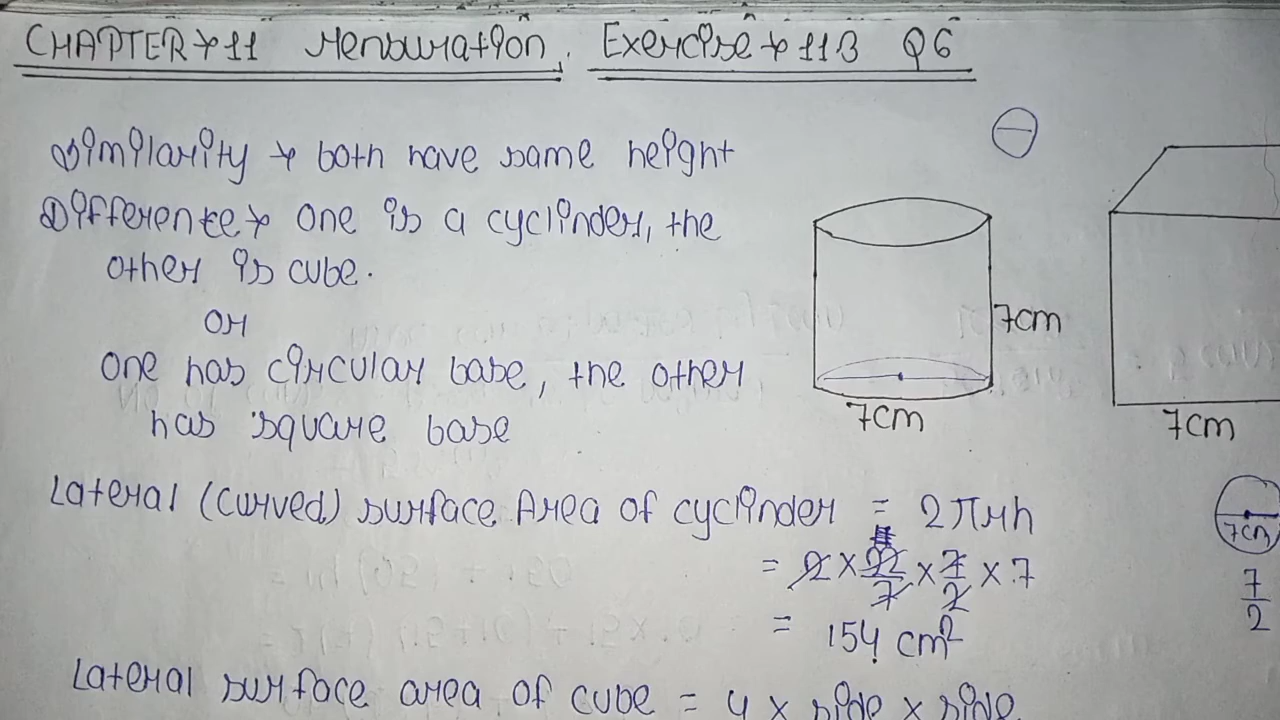 CHAPTER → 11 Mensuration. Exercise → 11.3 Q6
Similarity → both have same height
Difference → one is a cyclinder, the
other is cube.
or
one has circular base, the other
has square base
7cm
7cm
7cm
Lateral (curved) surface Area of cyclinder = 2πrh
= 2 × 22/7 × 7/2 × 7
= 154 cm²
7cm
7/2
Lateral surface area of cube = 4 × side × side